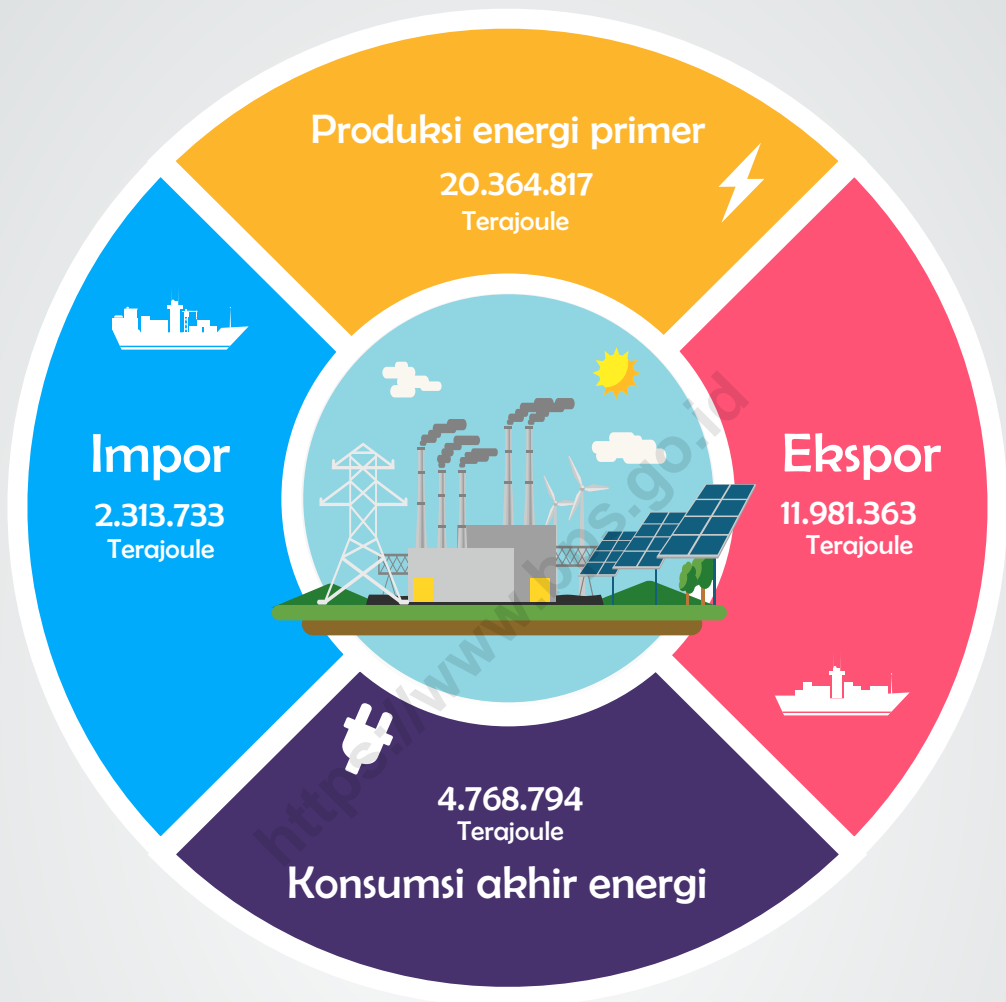 Produksi energi primer
20.364.817
Terajoule
Impor
2.313.733
Terajoule
Ekspor
11.981.363
Terajoule
4.768.794
Terajoule
Konsumsi akhir energi
https://www.bps.go.id